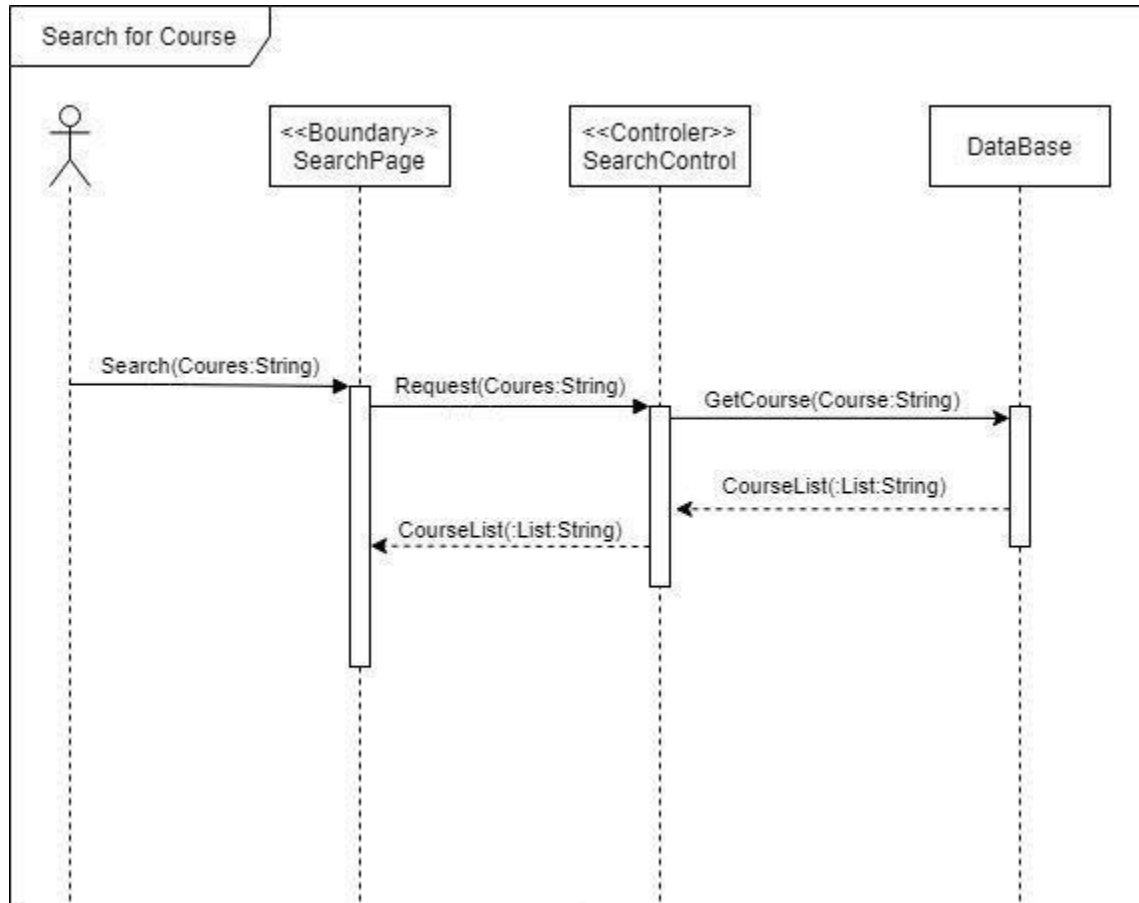 Search for Course
<<Boundary>>
SearchPage
<<Controler>>
SearchControl
DataBase
Search(Coures:String)
Request(Coures:String)
GetCourse(Course:String)
CourseList(:List:String)
CourseList(:List:String)